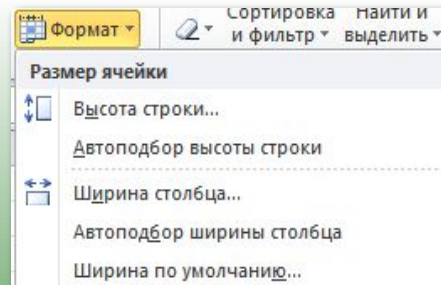 Формат
Сортировка и фильтр
Найти и выделить
Размер ячейки
Высота строки...
Автоподбор высоты строки
Ширина столбца...
Автоподбор ширины столбца
Ширина по умолчанию...